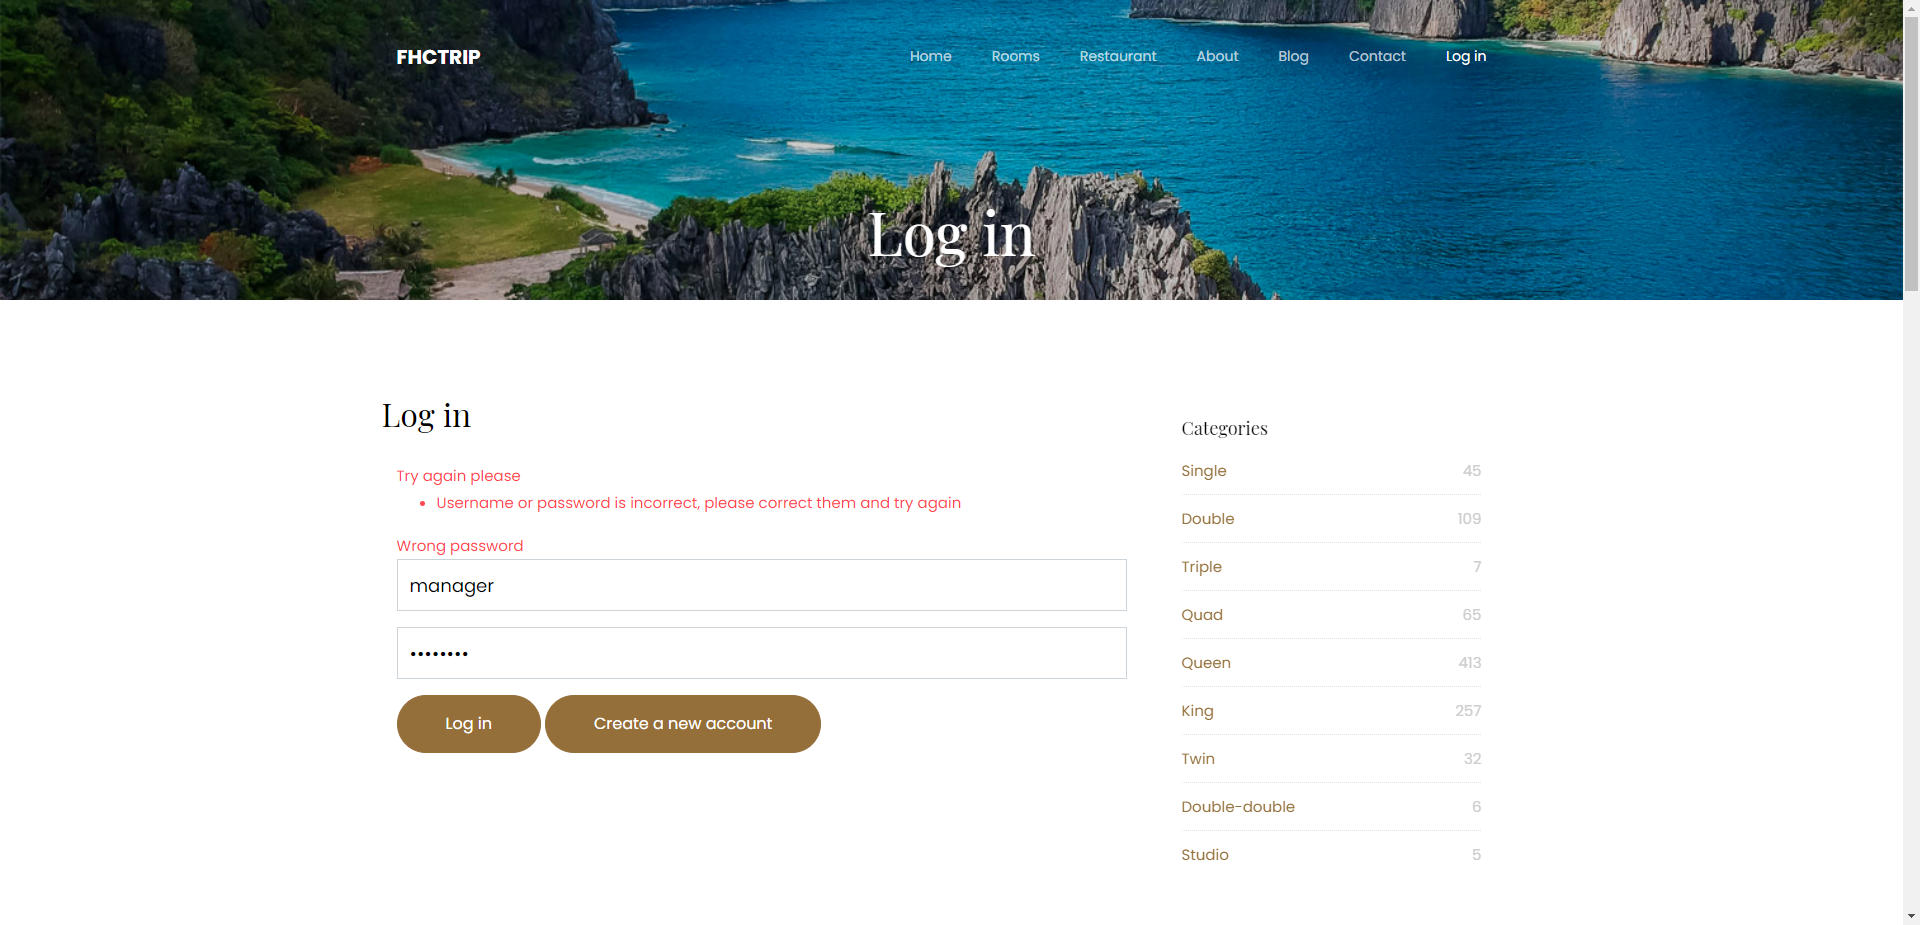 FHCTRIP
Home Rooms Restaurant About Blog Contact Log in
Log in
Log in
Try again please
• Username or password is incorrect, please correct them and try again
Wrong password
manager
••••••••
Log in Create a new account
Categories
Single 45
Double 109
Triple 7
Quad 65
Queen 413
King 257
Twin 32
Double-double 6
Studio 5